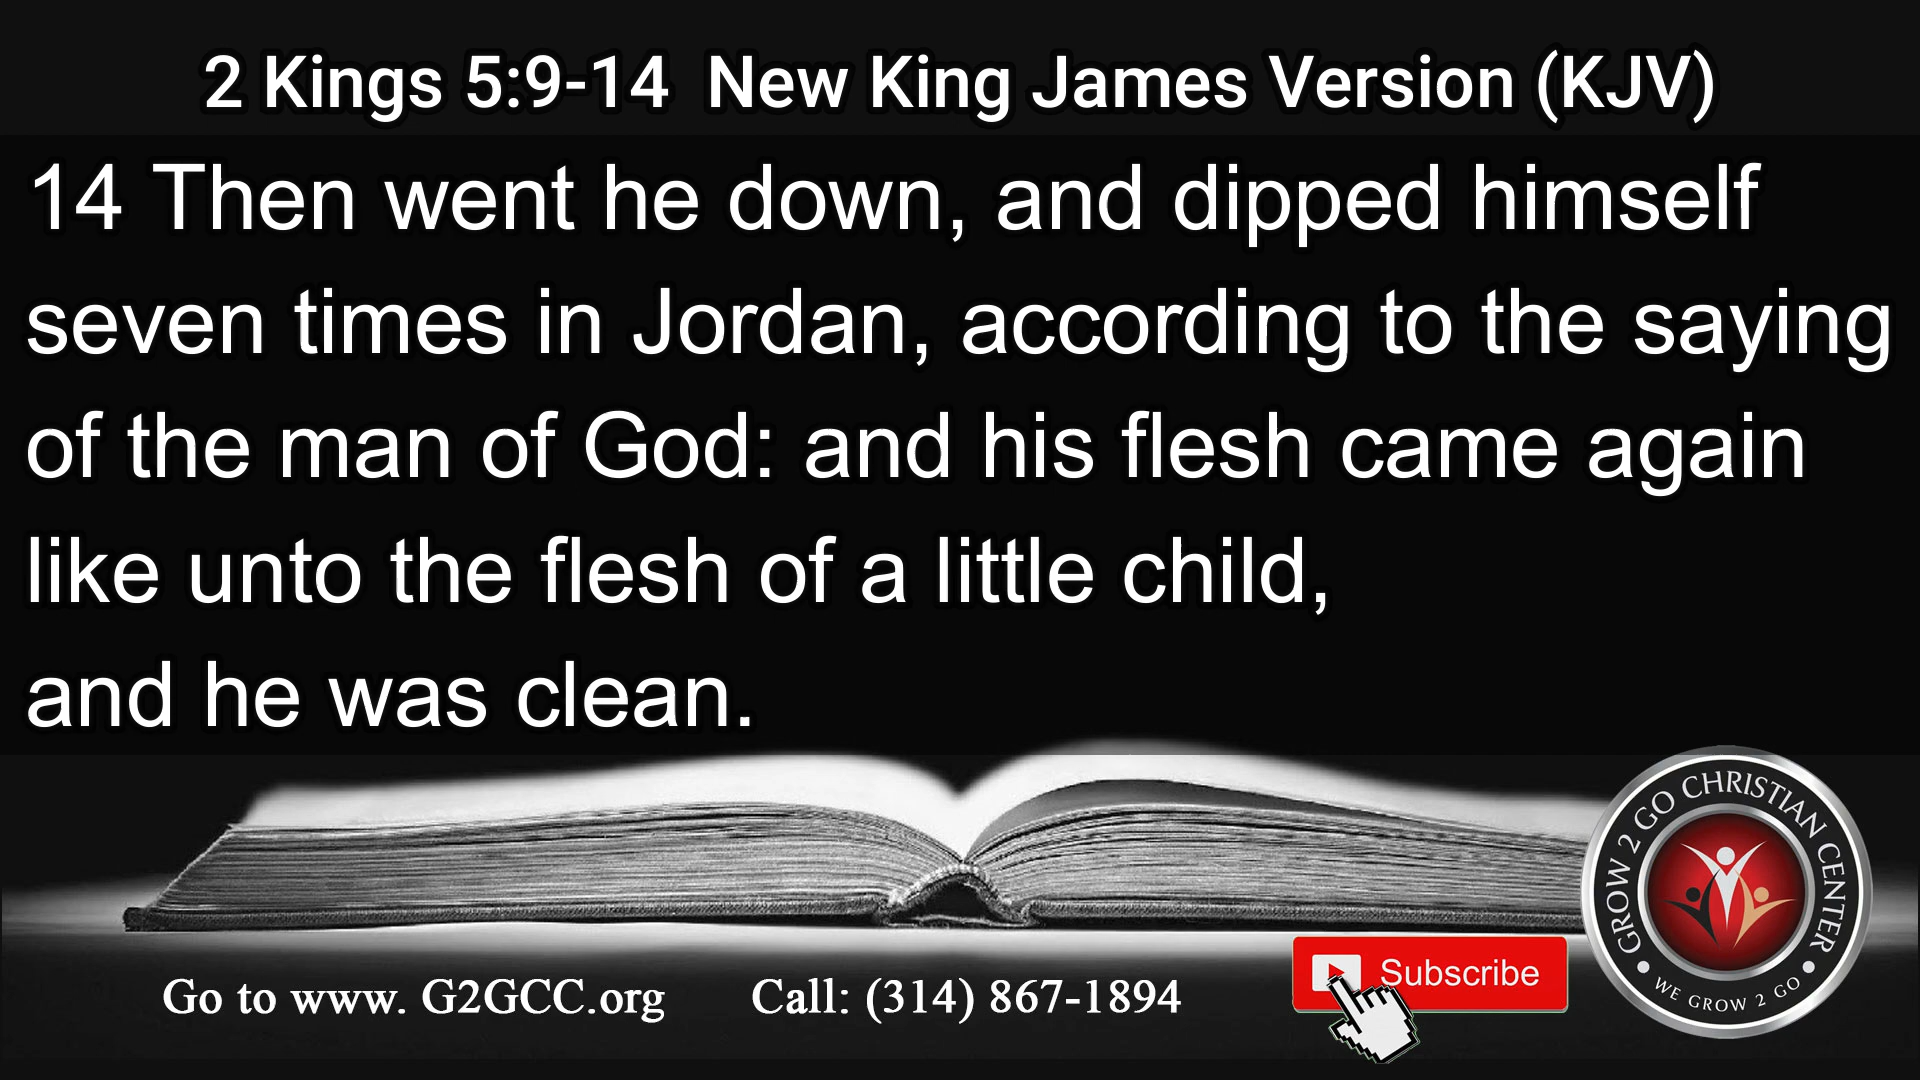 2 Kings 5:9-14  New King James Version (KJV)
14 Then went he down, and dipped himself
seven times in Jordan, according to the saying
of the man of God: and his flesh came again
like unto the flesh of a little child,
and he was clean.
GROW 2 GO CHRISTIAN CENTER
• WE GROW 2 GO •
Subscribe
Go to www. G2GCC.org Call: (314) 867-1894